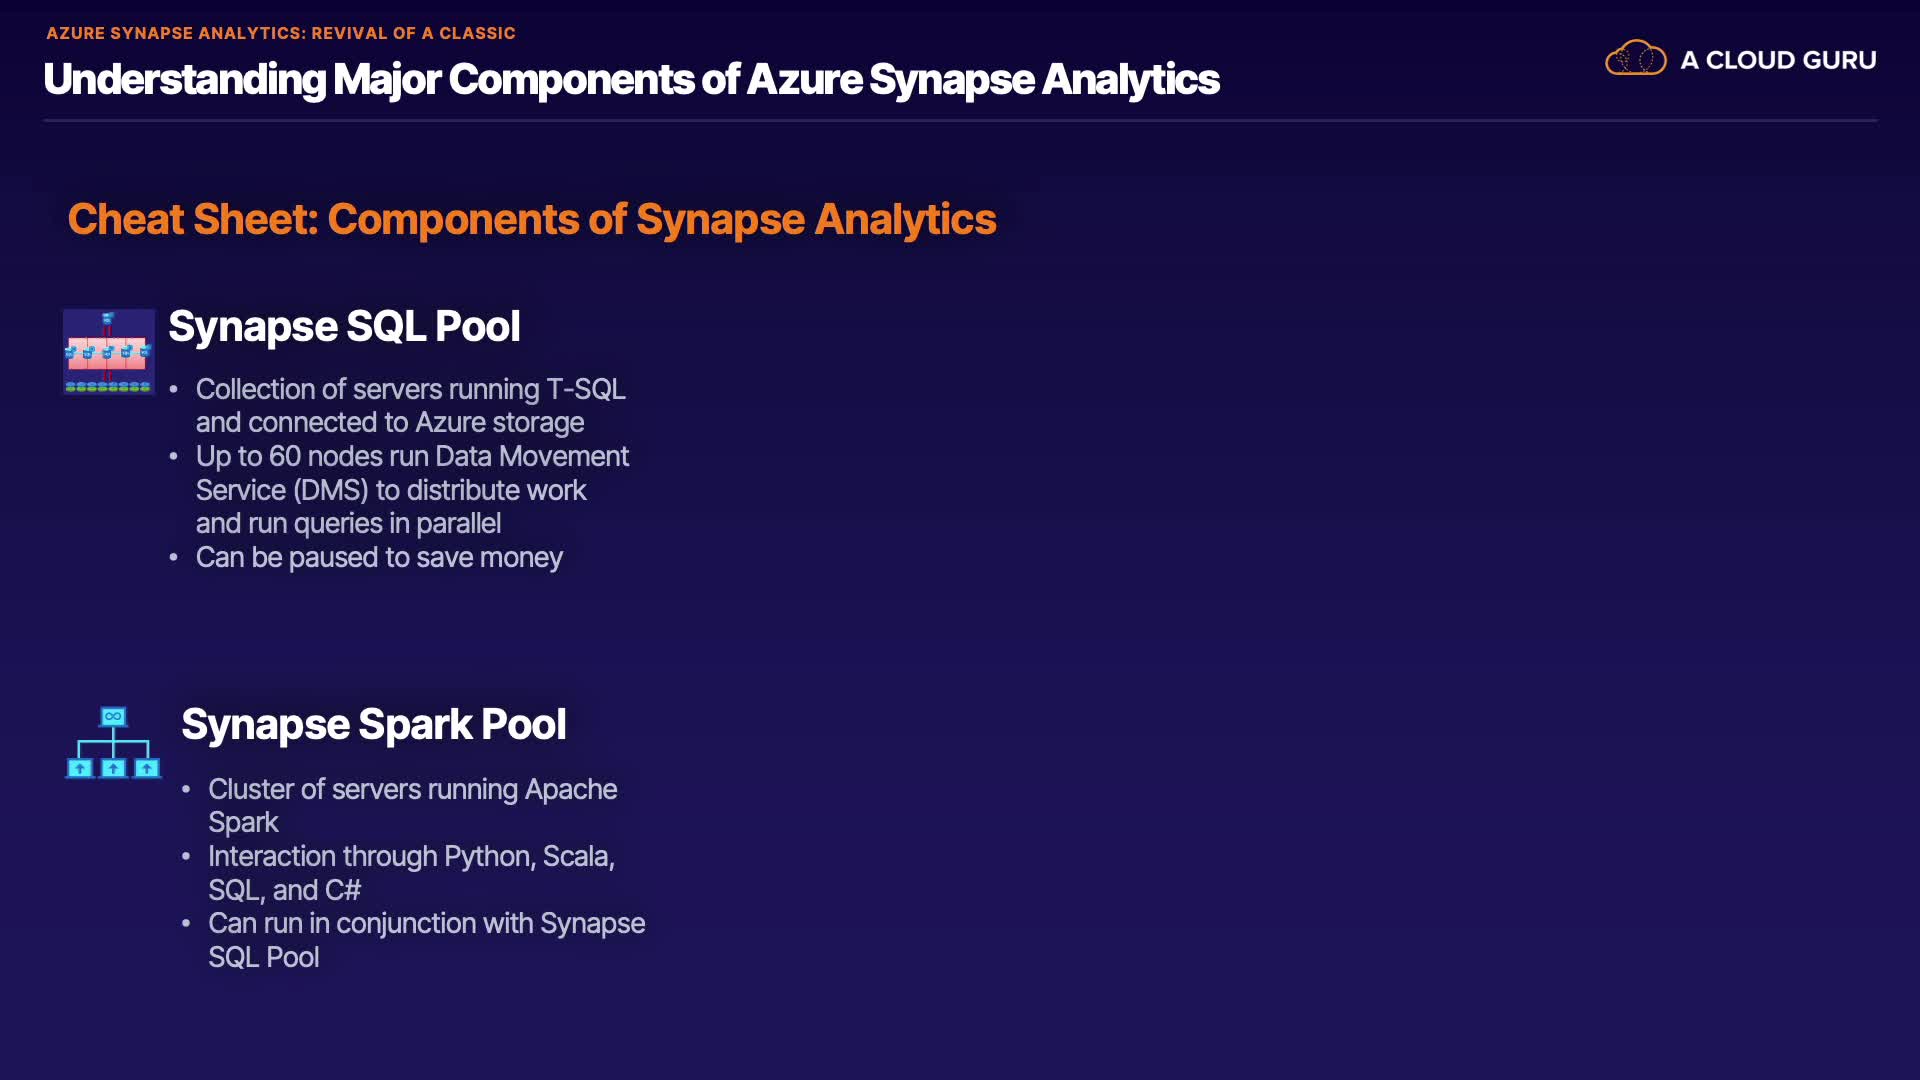 AZURE SYNAPSE ANALYTICS: REVIVAL OF A CLASSIC
Understanding Major Components of Azure Synapse Analytics
A CLOUD GURU
Cheat Sheet: Components of Synapse Analytics
Synapse SQL Pool
• Collection of servers running T-SQL
and connected to Azure storage
• Up to 60 nodes run Data Movement
Service (DMS) to distribute work
and run queries in parallel
• Can be paused to save money
Synapse Spark Pool
• Cluster of servers running Apache
Spark
• Interaction through Python, Scala,
SQL, and C#
• Can run in conjunction with Synapse
SQL Pool